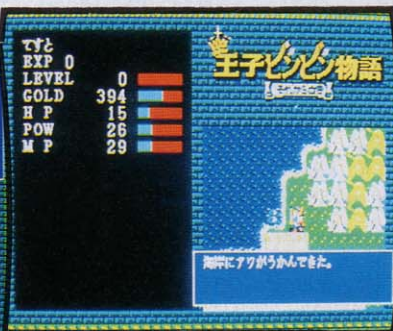 てすと
EXP 0
LEVEL 0
GOLD 394
H P 15
POW 26
M P 29
王子ビンビン物語
海岸にアワがうかんできた。